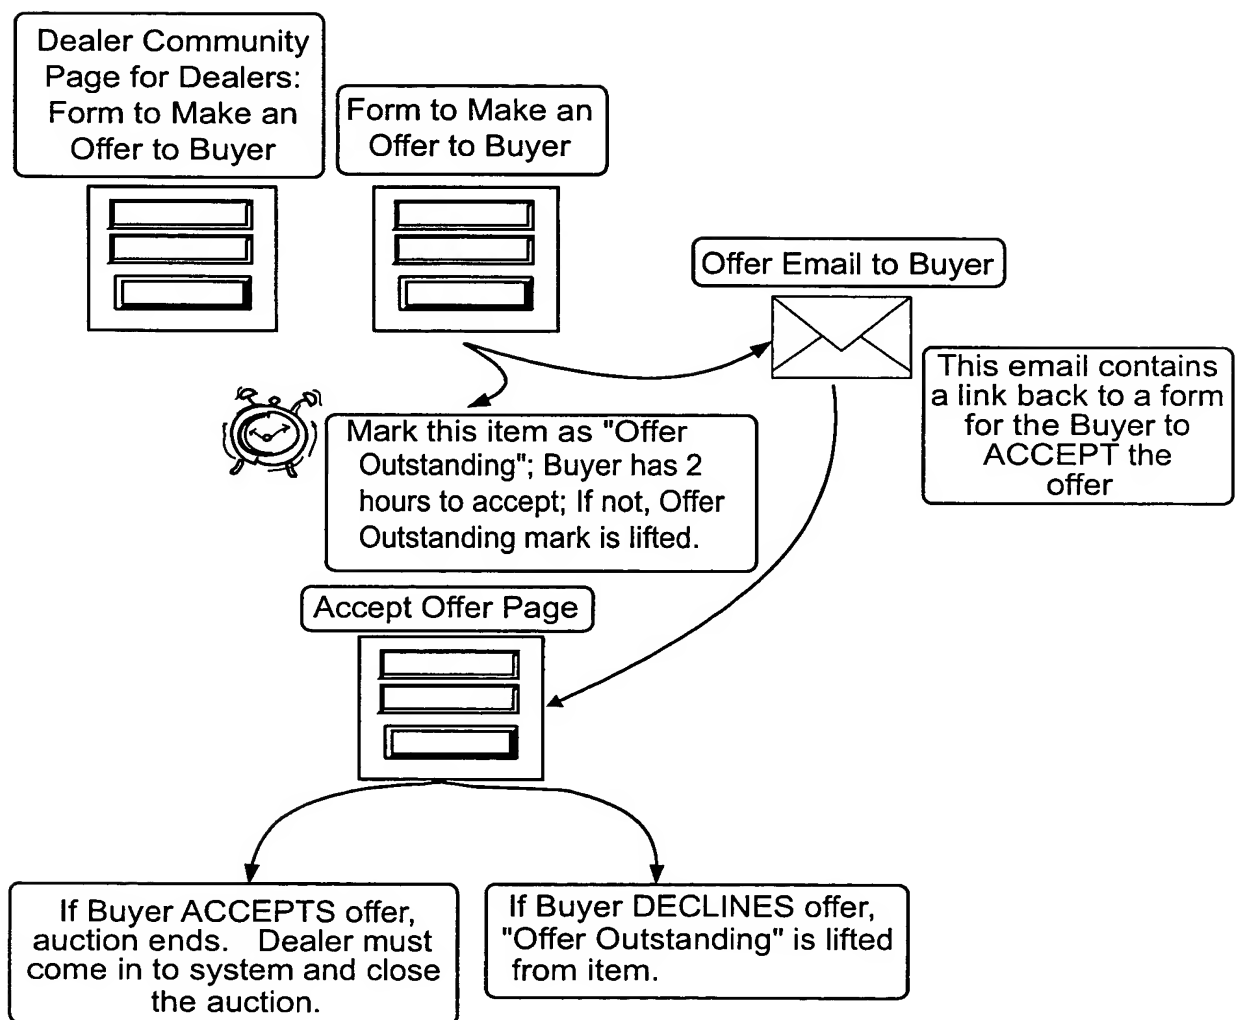 Dealer Community
Page for Dealers:
Form to Make an
Offer to Buyer
Form to Make an
Offer to Buyer
Offer Email to Buyer
This email contains
a link back to a form
for the Buyer to
ACCEPT the
offer
Mark this item as "Offer
Outstanding"; Buyer has 2
hours to accept; If not, Offer
Outstanding mark is lifted.
Accept Offer Page
If Buyer ACCEPTS offer,
auction ends. Dealer must
come in to system and close
the auction.
If Buyer DECLINES offer,
"Offer Outstanding" is lifted
from item.